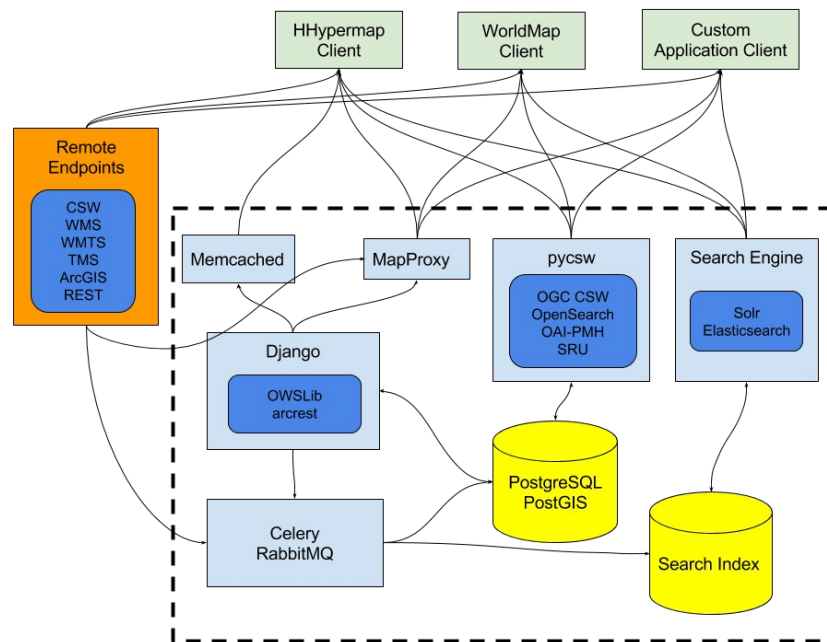 HHypermap
Client
WorldMap
Client
Custom
Application Client
Remote
Endpoints
CSW
WMS
WMTS
TMS
ArcGIS
REST
Memcached
MapProxy
pycsw
OGC CSW
OpenSearch
OAI-PMH
SRU
Search Engine
Solr
Elasticsearch
Django
OWSLib
arcrest
PostgreSQL
PostGIS
Celery
RabbitMQ
Search Index